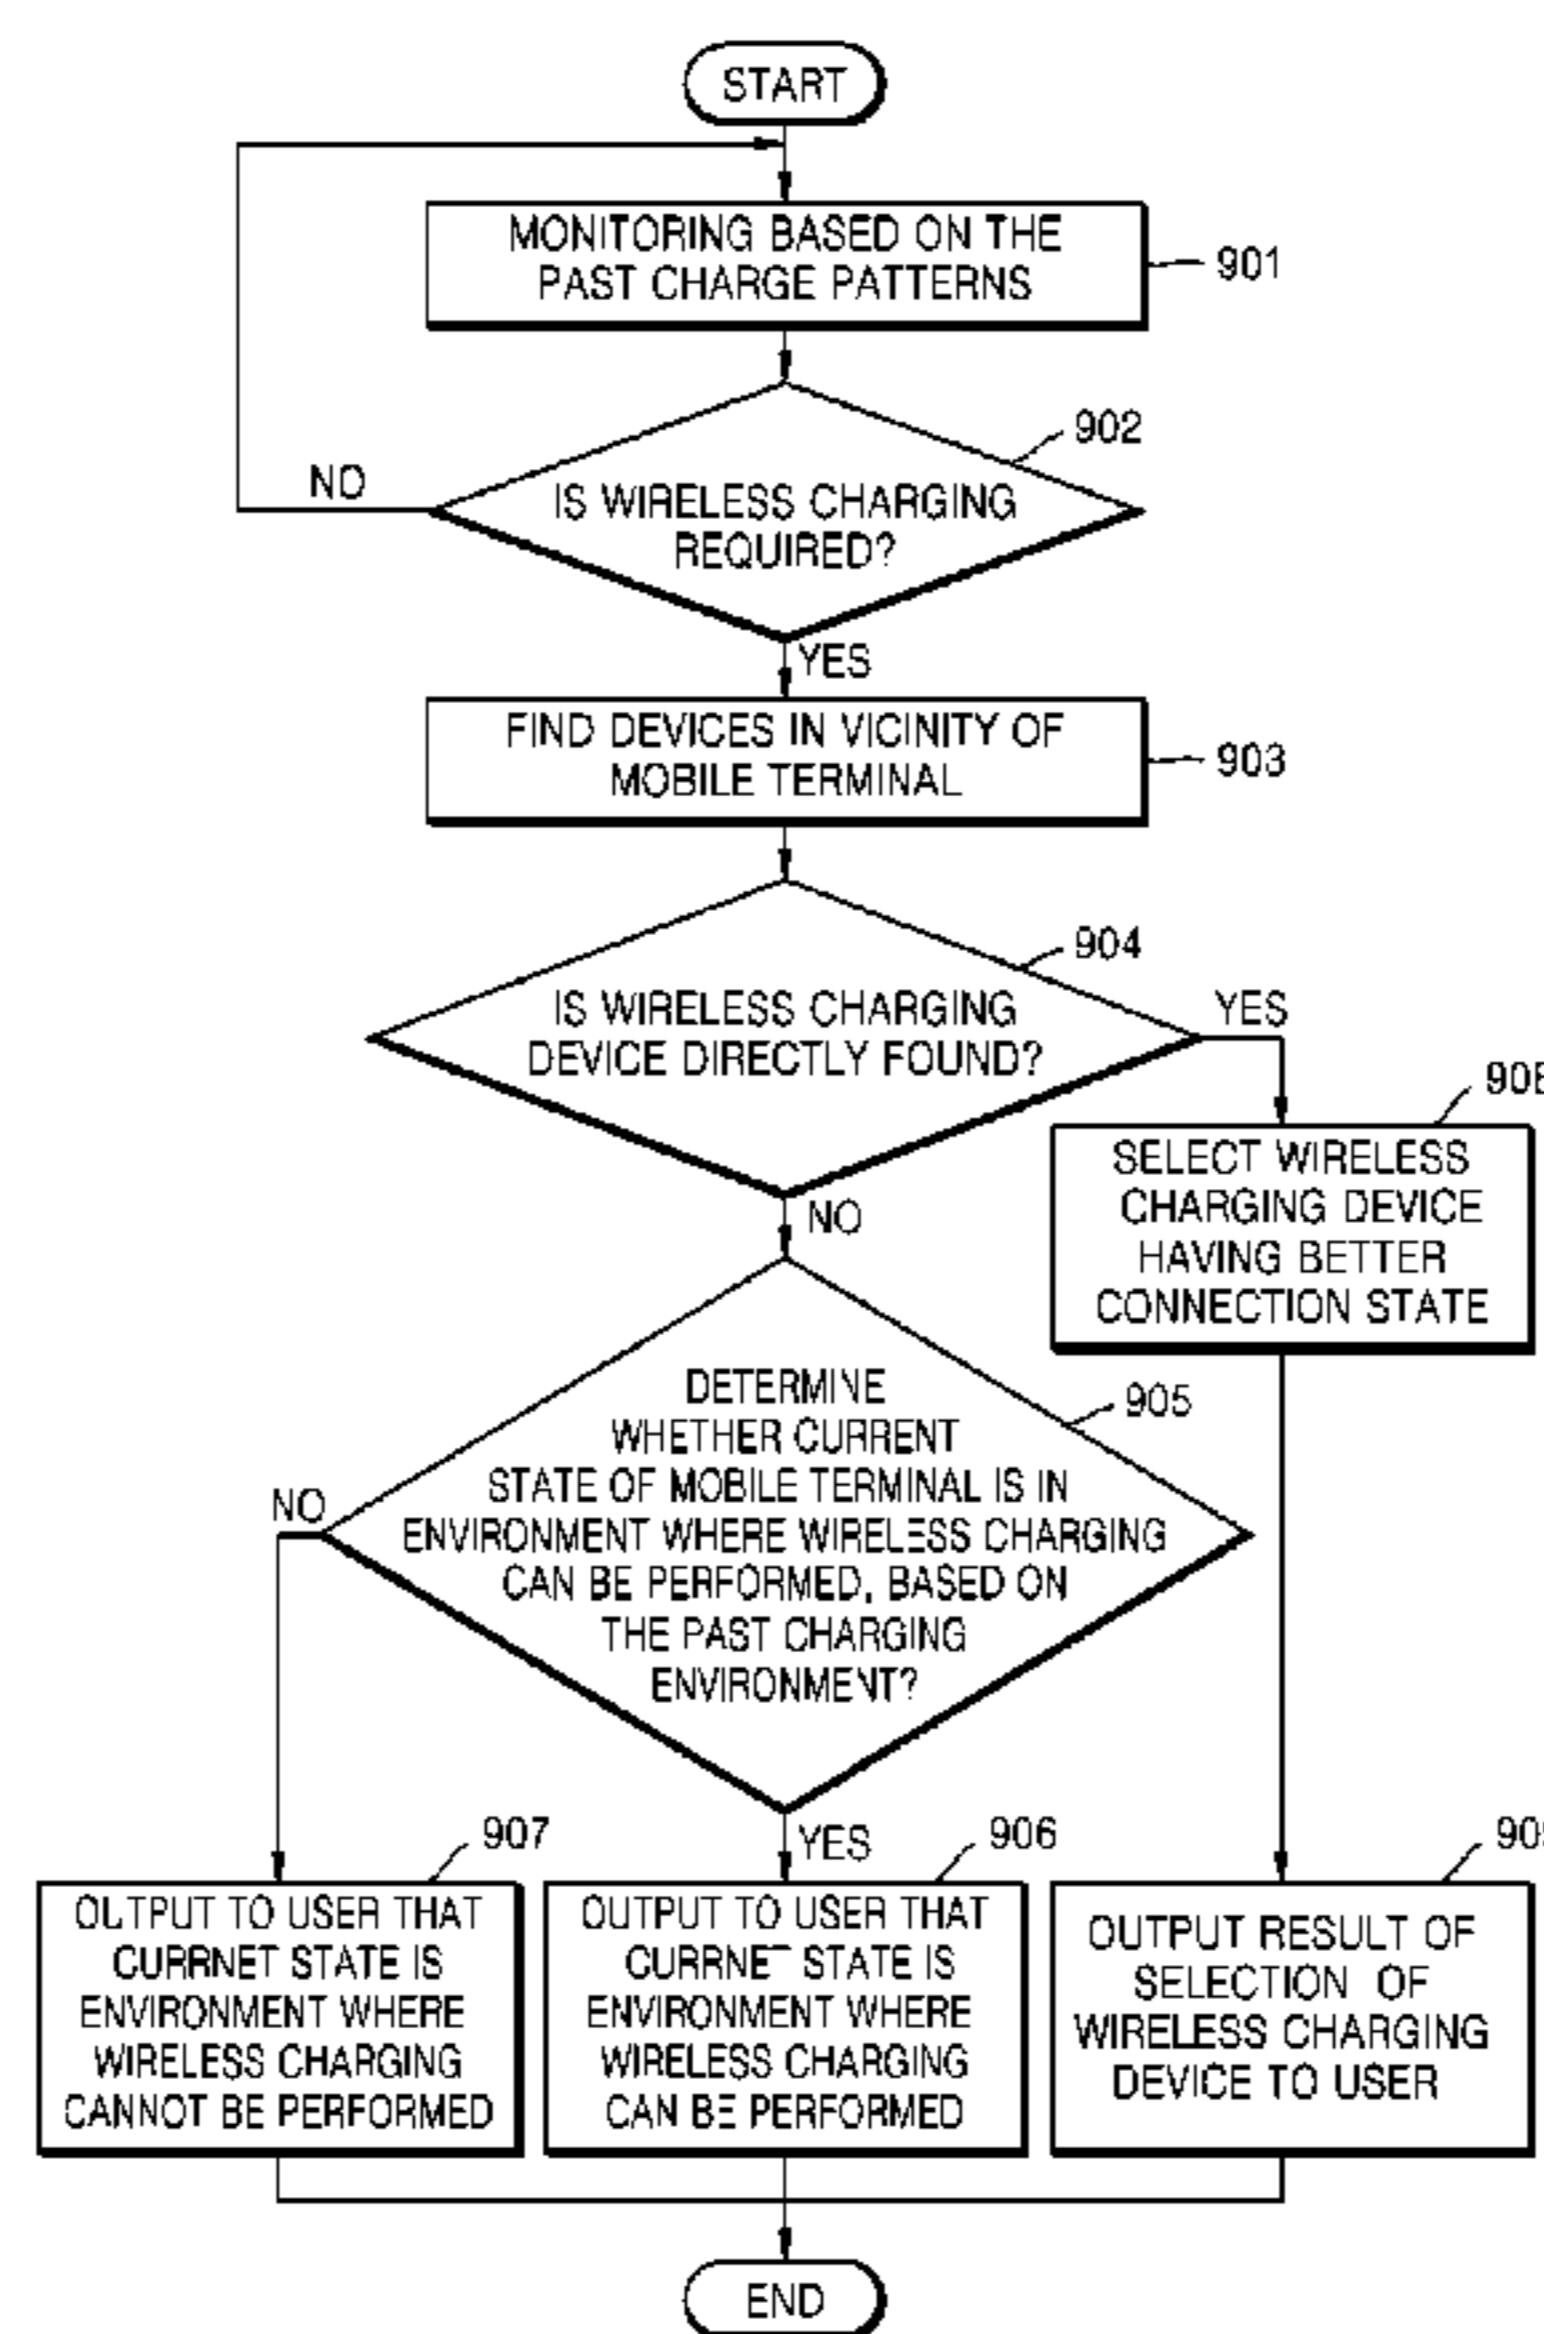 START
MONITORING BASED ON THE
PAST CHARGE PATTERNS
901
902
NO
IS WIRELESS CHARGING
REQUIRED?
YES
FIND DEVICES IN VICINITY OF
MOBILE TERMINAL
903
904
IS WIRELESS CHARGING
DEVICE DIRECTLY FOUND?
YES
NO
SELECT WIRELESS
CHARGING DEVICE
HAVING BETTER
CONNECTION STATE
905
DETERMINE
WHETHER CURRENT
STATE OF MOBILE TERMINAL IS IN
ENVIRONMENT WHERE WIRELESS CHARGING
CAN BE PERFORMED, BASED ON
THE PAST CHARGING
ENVIRONMENT?
NO
YES
907
OUTPUT TO USER THAT
CURRNET STATE IS
ENVIRONMENT WHERE
WIRELESS CHARGING
CANNOT BE PERFORMED
906
OUTPUT TO USER THAT
CURRNET STATE IS
ENVIRONMENT WHERE
WIRELESS CHARGING
CAN BE PERFORMED
OUTPUT RESULT OF
SELECTION OF
WIRELESS CHARGING
DEVICE TO USER
END